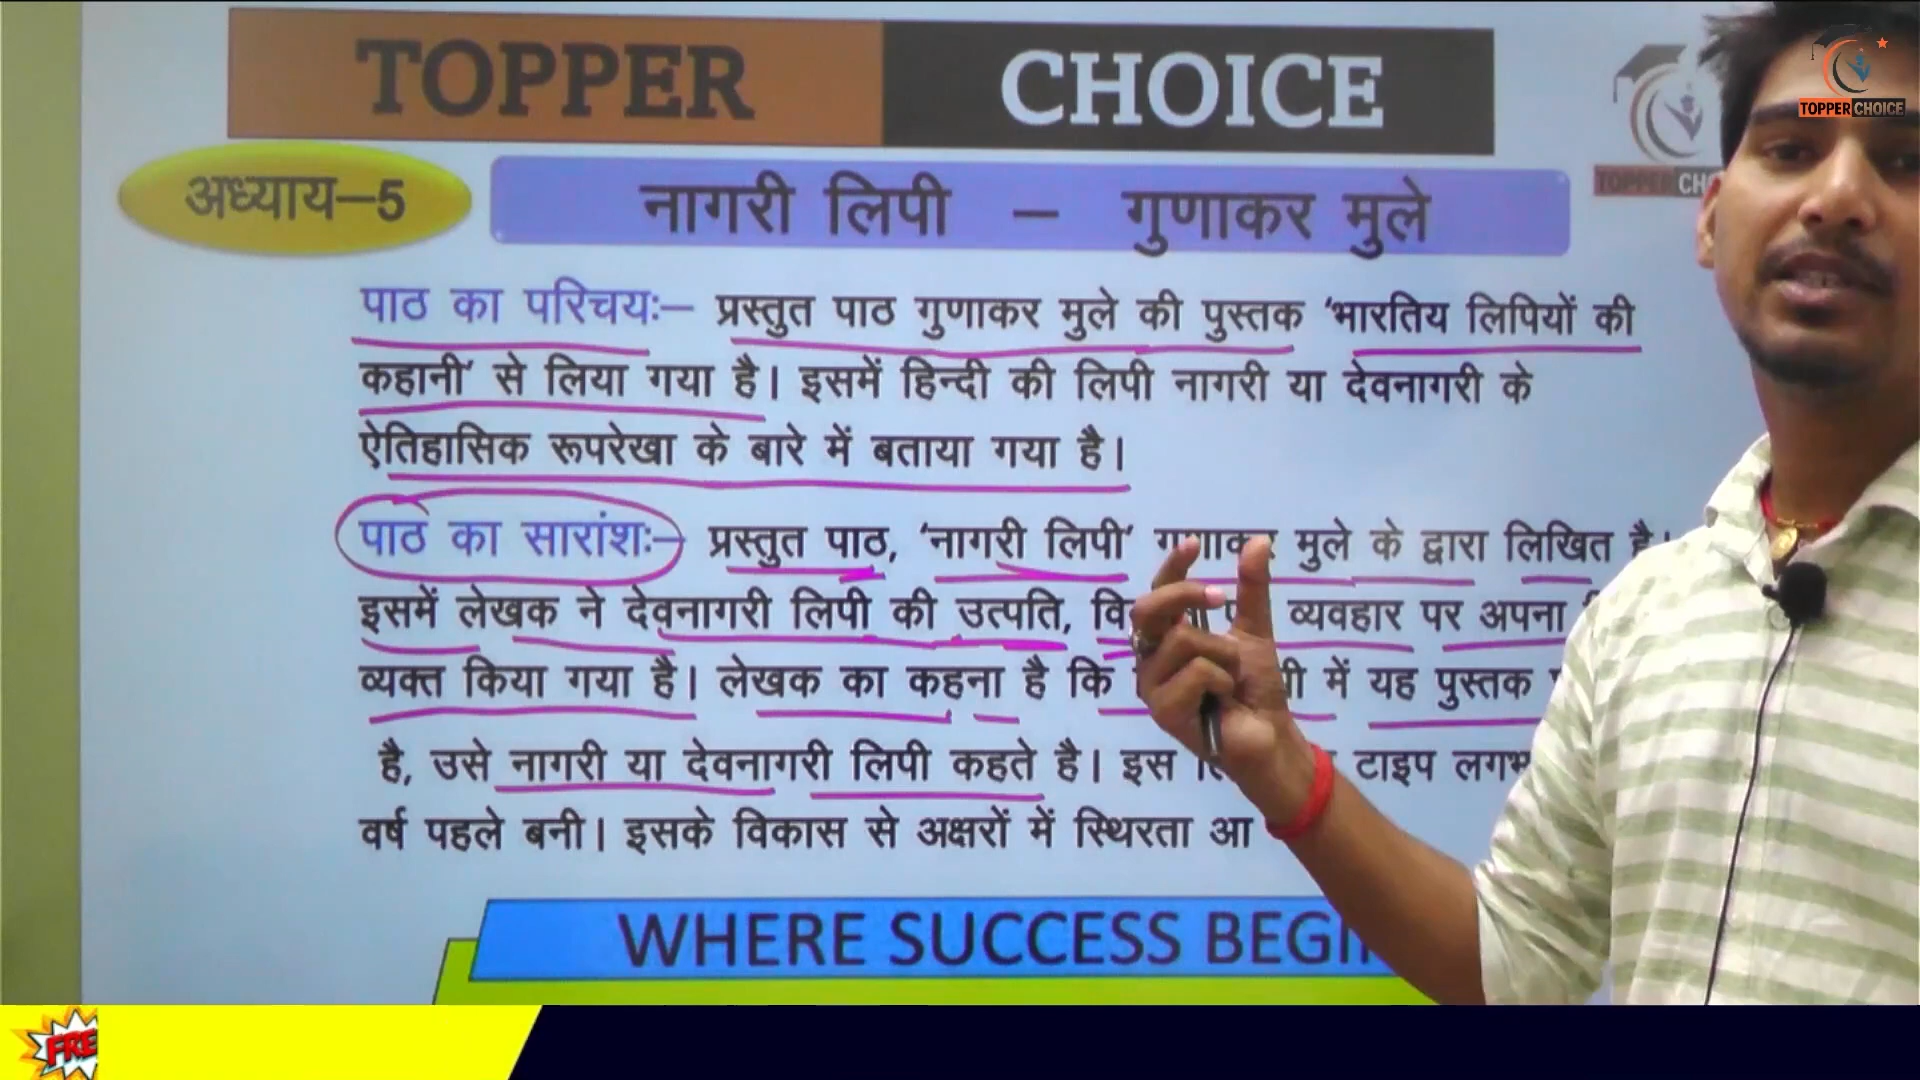 TOPPER CHOICE
TOPPER CHOICE
अध्याय–5
नागरी लिपी – गुणाकर मुले
पाठ का परिचयः– प्रस्तुत पाठ गुणाकर मुले की पुस्तक 'भारतिय लिपियों की
कहानी' से लिया गया है। इसमें हिन्दी की लिपी नागरी या देवनागरी के
ऐतिहासिक रूपरेखा के बारे में बताया गया है।
पाठ का सारांशः– प्रस्तुत पाठ, 'नागरी लिपी' गुणाकर मुले के द्वारा लिखित है।
इसमें लेखक ने देवनागरी लिपी की उत्पति, व्यवहार पर अपना
व्यक्त किया गया है। लेखक का कहना है कि में यह पुस्तक
है, उसे नागरी या देवनागरी लिपी कहते है। इस टाइप
वर्ष पहले बनी। इसके विकास से अक्षरों में स्थिरता आ
WHERE SUCCESS